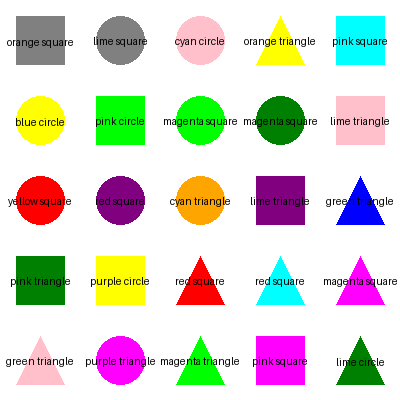 orange square lime square cyan circle orange triangle pink square
blue circle pink circle magenta square magenta square lime triangle
yellow square red square cyan triangle lime triangle green triangle
pink triangle purple circle red square red square magenta square
green triangle purple triangle magenta triangle pink square lime circle